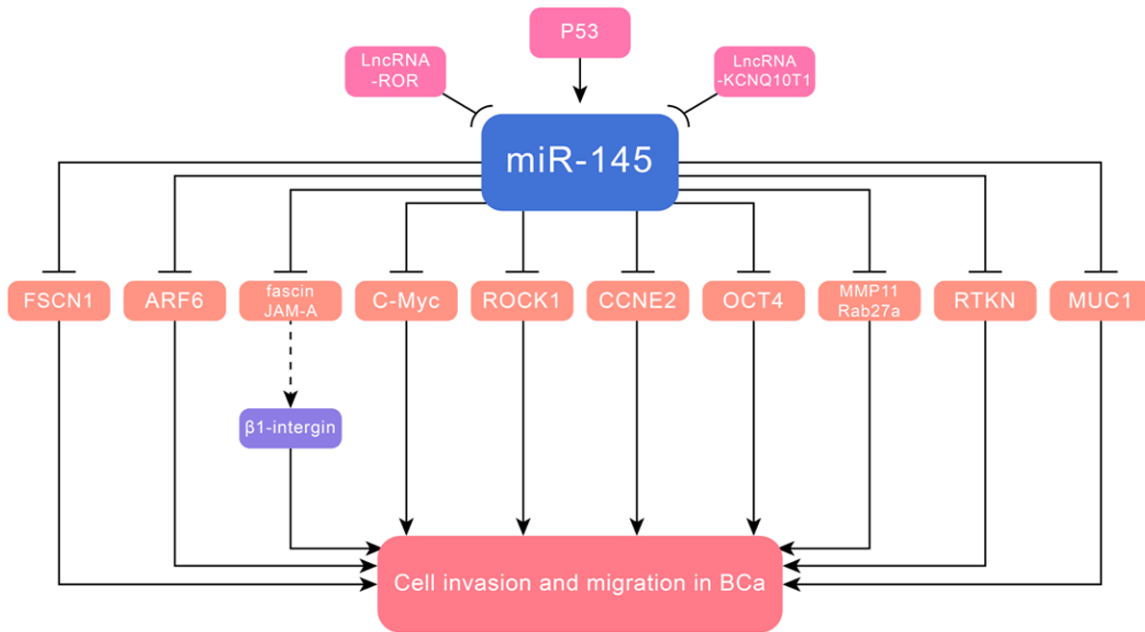 P53
LncRNA
-ROR
LncRNA
-KCNQ10T1
miR-145
FSCN1
ARF6
fascin
JAM-A
C-Myc
ROCK1
CCNE2
OCT4
MMP11
Rab27a
RTKN
MUC1
β1-intergin
Cell invasion and migration in BCa